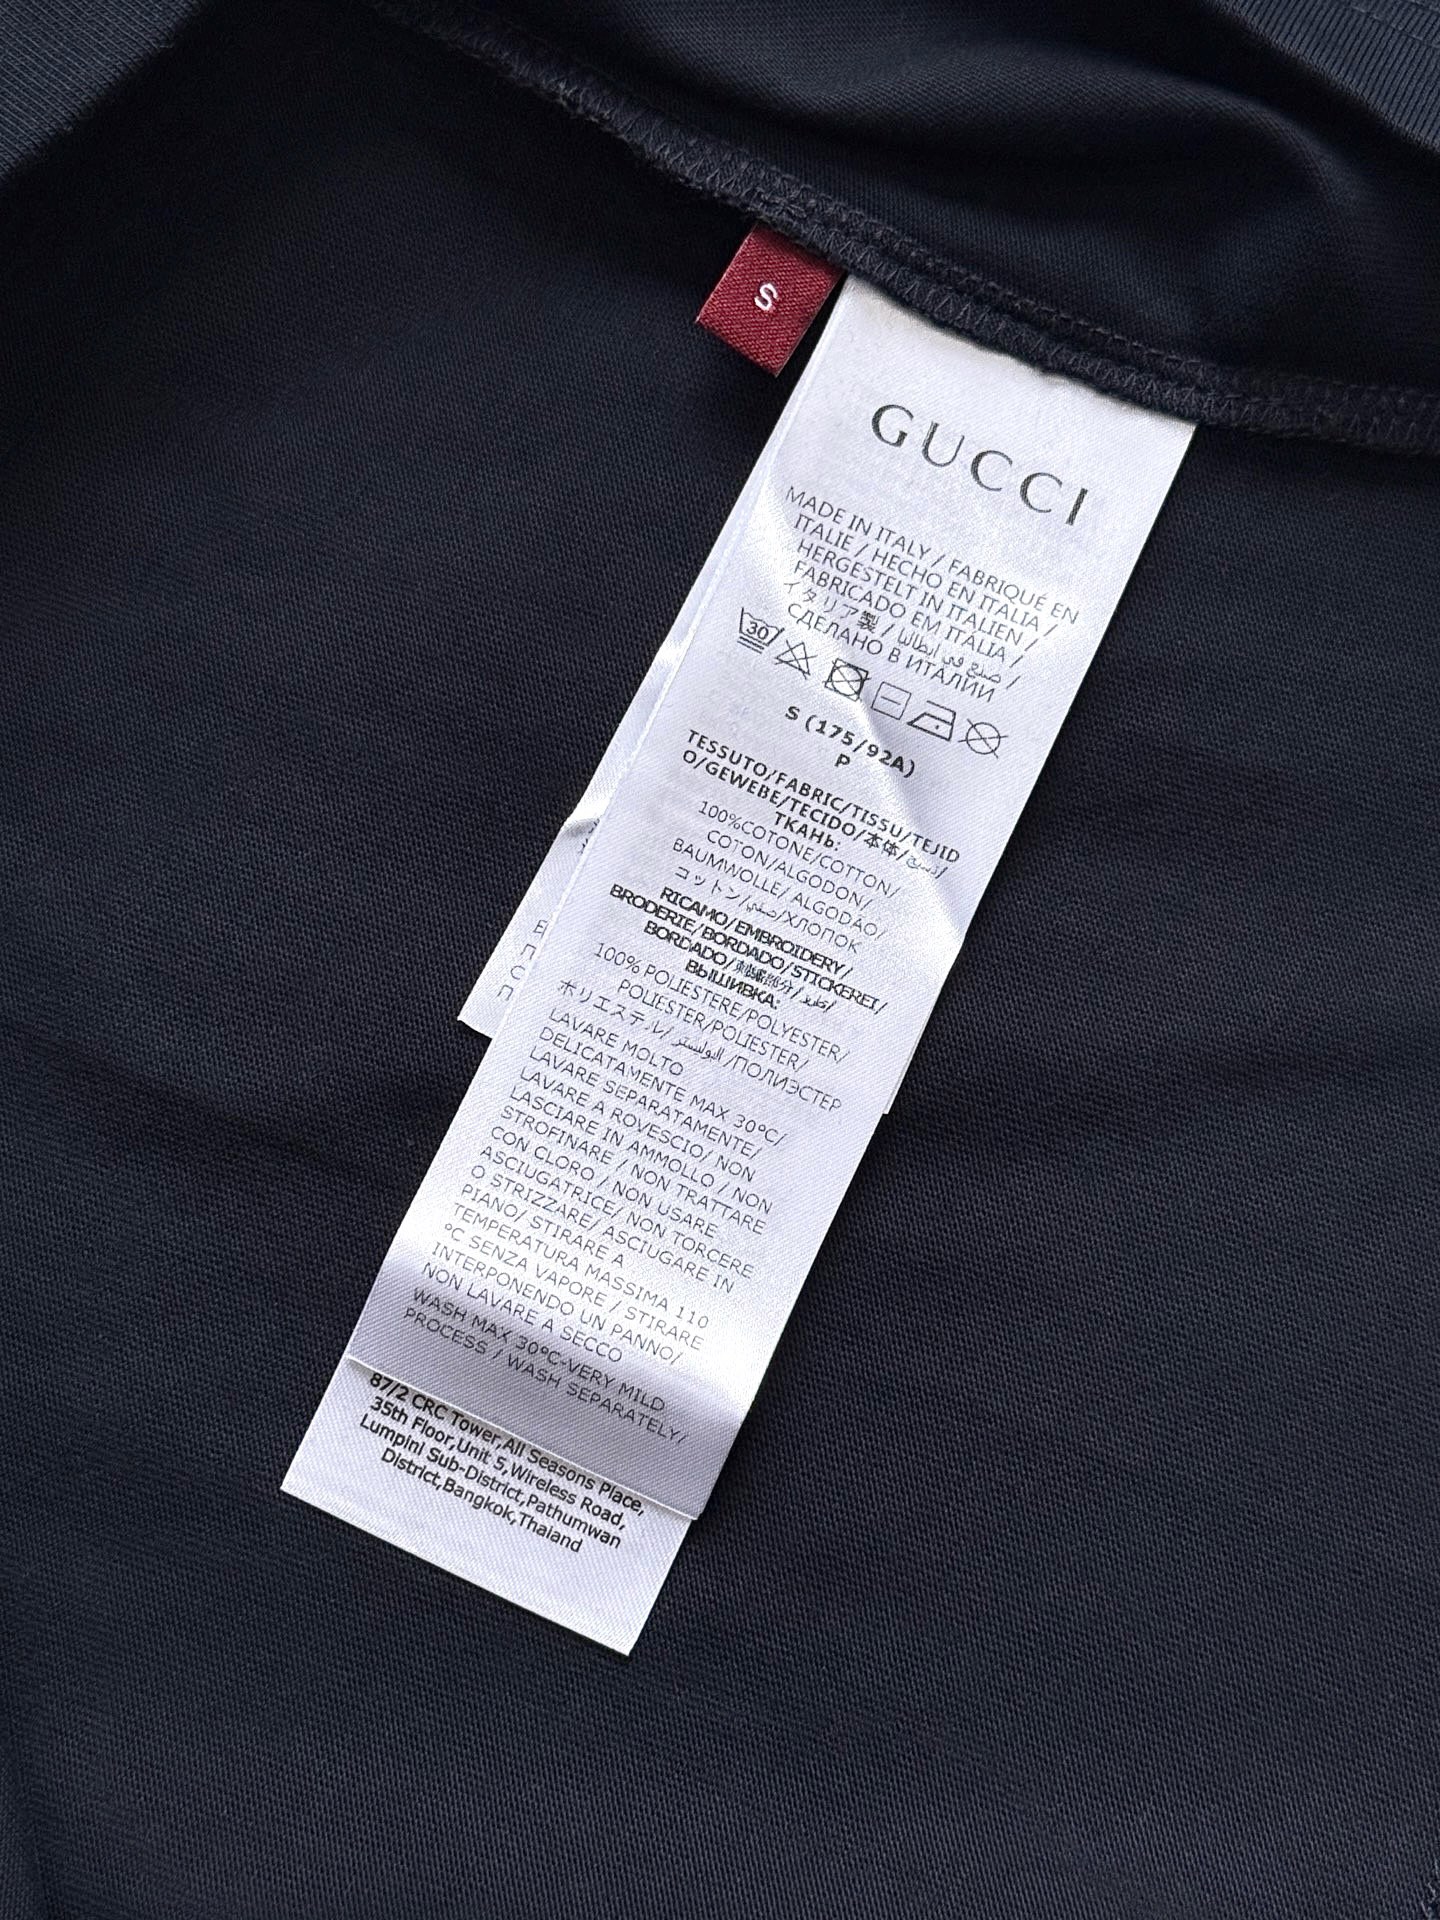 S
GUCCI
MADE IN ITALY / FABRIQUÉ EN
ITALIE / HECHO EN ITALIA /
HERGESTELT IN ITALIEN /
FABRICADO EM ITALIA /
イタリア製 / صنع في ايطاليا /
СДЕЛАНО В ИТАЛИИ
30
S (175/92A)
P
TESSUTO/FABRIC/TISSU/TEJID
O/GEWEBE/TECIDO/本体/
ТКАНЬ:
100%COTONE/COTTON/
COTON/ALGODON/
BAUMWOLLE/ ALGODAO/
コットン/ /ХЛОПОК
RICAMO/EMBROIDERY/
BRODERIE/BORDADO/STICKEREI/
BORDADO/刺繍部分/
ВЫШИВКА:
100% POLIESTERE/POLYESTER/
POLIESTER/POLIESTER/
ポリエステル/ /ПОЛИЭСТЕР
LAVARE MOLTO
DELICATAMENTE MAX 30°C/
LAVARE SEPARATAMENTE/
LAVARE A ROVESCIO/ NON
LASCIARE IN AMMOLLO / NON
STROFINARE / NON TRATTARE
CON CLORO / NON USARE
ASCIUGATRICE/ NON TORCERE
O STRIZZARE/ ASCIUGARE IN
PIANO/ STIRARE A
TEMPERATURA MASSIMA 110
°C SENZA VAPORE / STIRARE
INTERPONENDO UN PANNO/
NON LAVARE A SECCO
WASH MAX 30°C-VERY MILD
PROCESS / WASH SEPARATELY/
87/2 CRC Tower,All Seasons Place,
35th Floor,Unit 5,Wireless Road,
Lumpini Sub-District,Pathumwan
District,Bangkok,Thaiand